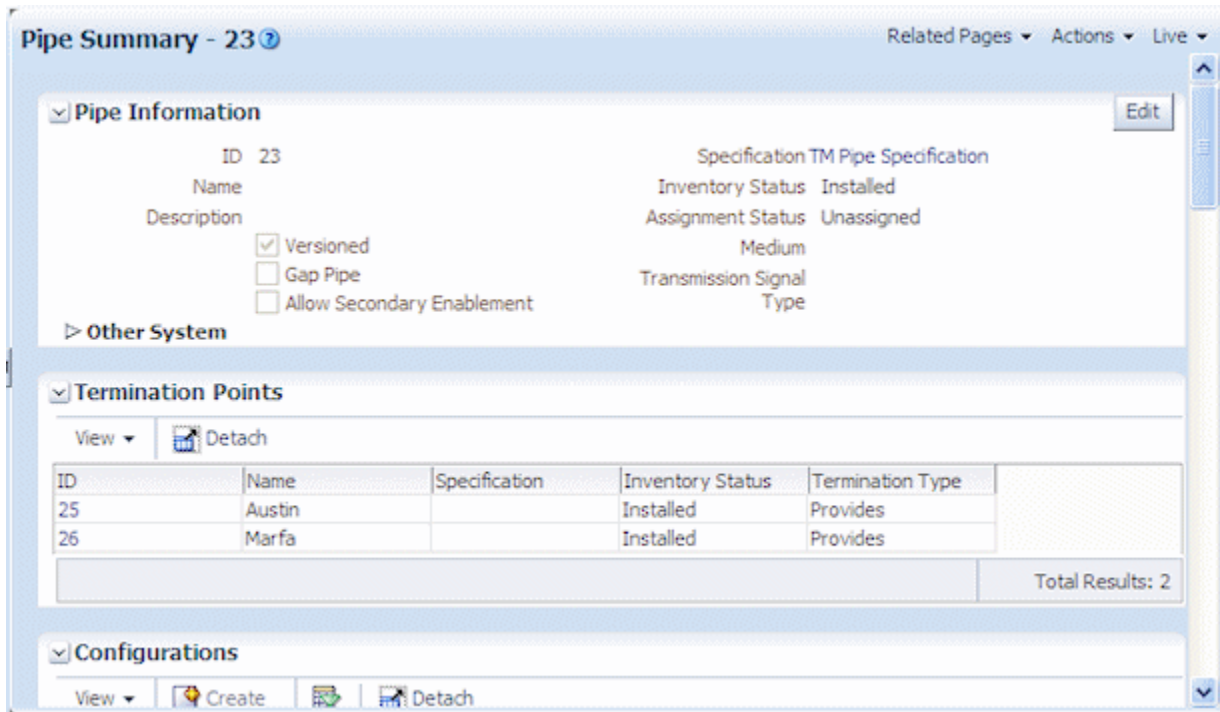 Pipe Summary - 23
Related Pages Actions Live
Pipe Information
Edit
ID 23
Specification TM Pipe Specification
Name
Inventory Status Installed
Description
Assignment Status Unassigned
Versioned
Medium
Gap Pipe
Transmission Signal
Type
Allow Secondary Enablement
Other System
Termination Points
View Detach
ID Name Specification Inventory Status Termination Type
25 Austin Installed Provides
26 Marfa Installed Provides
Total Results: 2
Configurations
View Create Detach